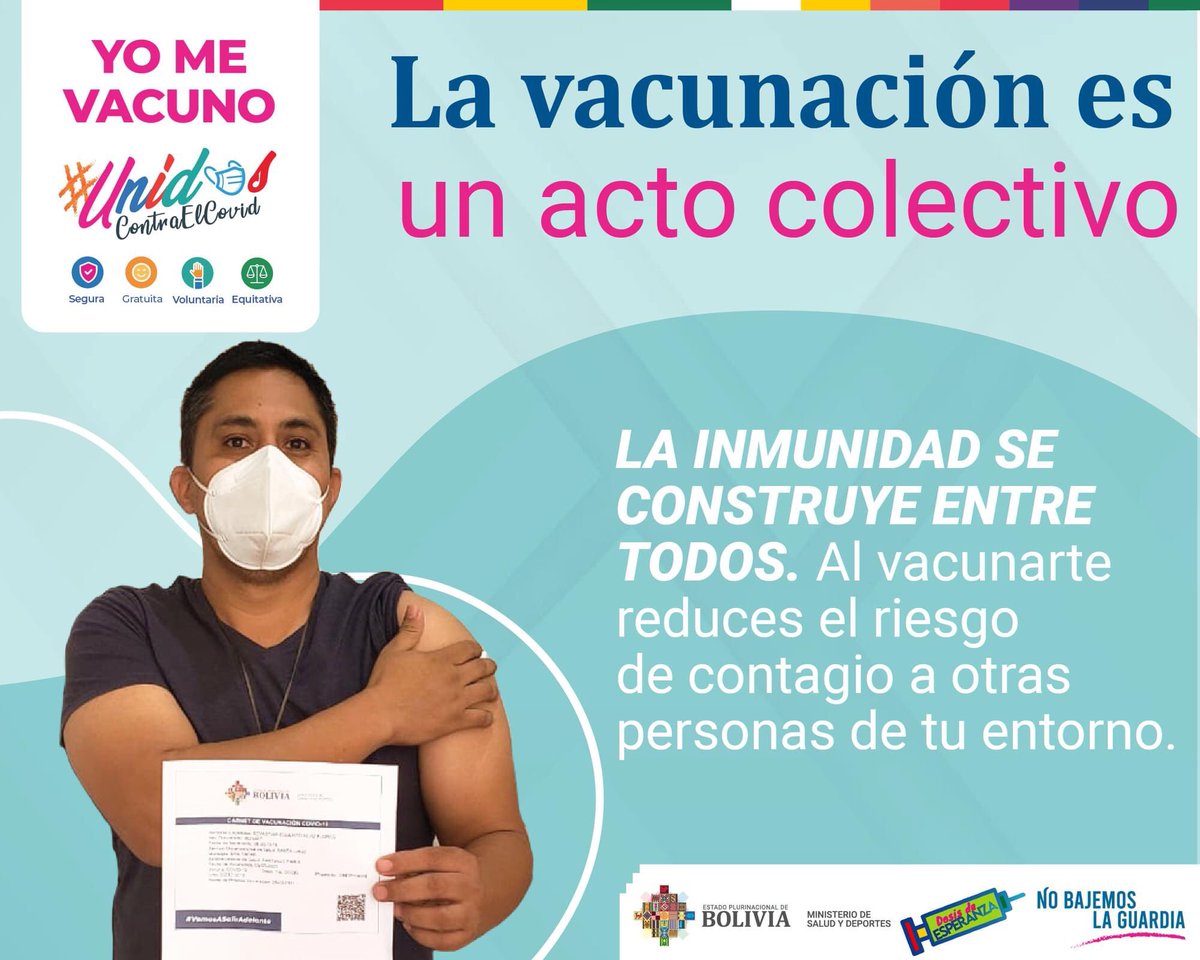 YO ME
VACUNO
#Unidos
ContraElCovid
Segura
Gratuita
Voluntaria
Equitativa
La vacunación es
un acto colectivo
LA INMUNIDAD SE
CONSTRUYE ENTRE
TODOS. Al vacunarte
reduces el riesgo
de contagio a otras
personas de tu entorno.
BOLIVIA
CARNET DE VACUNACIÓN COVID-19
#VamosASalirAdelante
ESTADO PLURINACIONAL DE
BOLIVIA
MINISTERIO DE
SALUD Y DEPORTES
Dosis de
ESPERANZA
NO BAJEMOS
LA GUARDIA